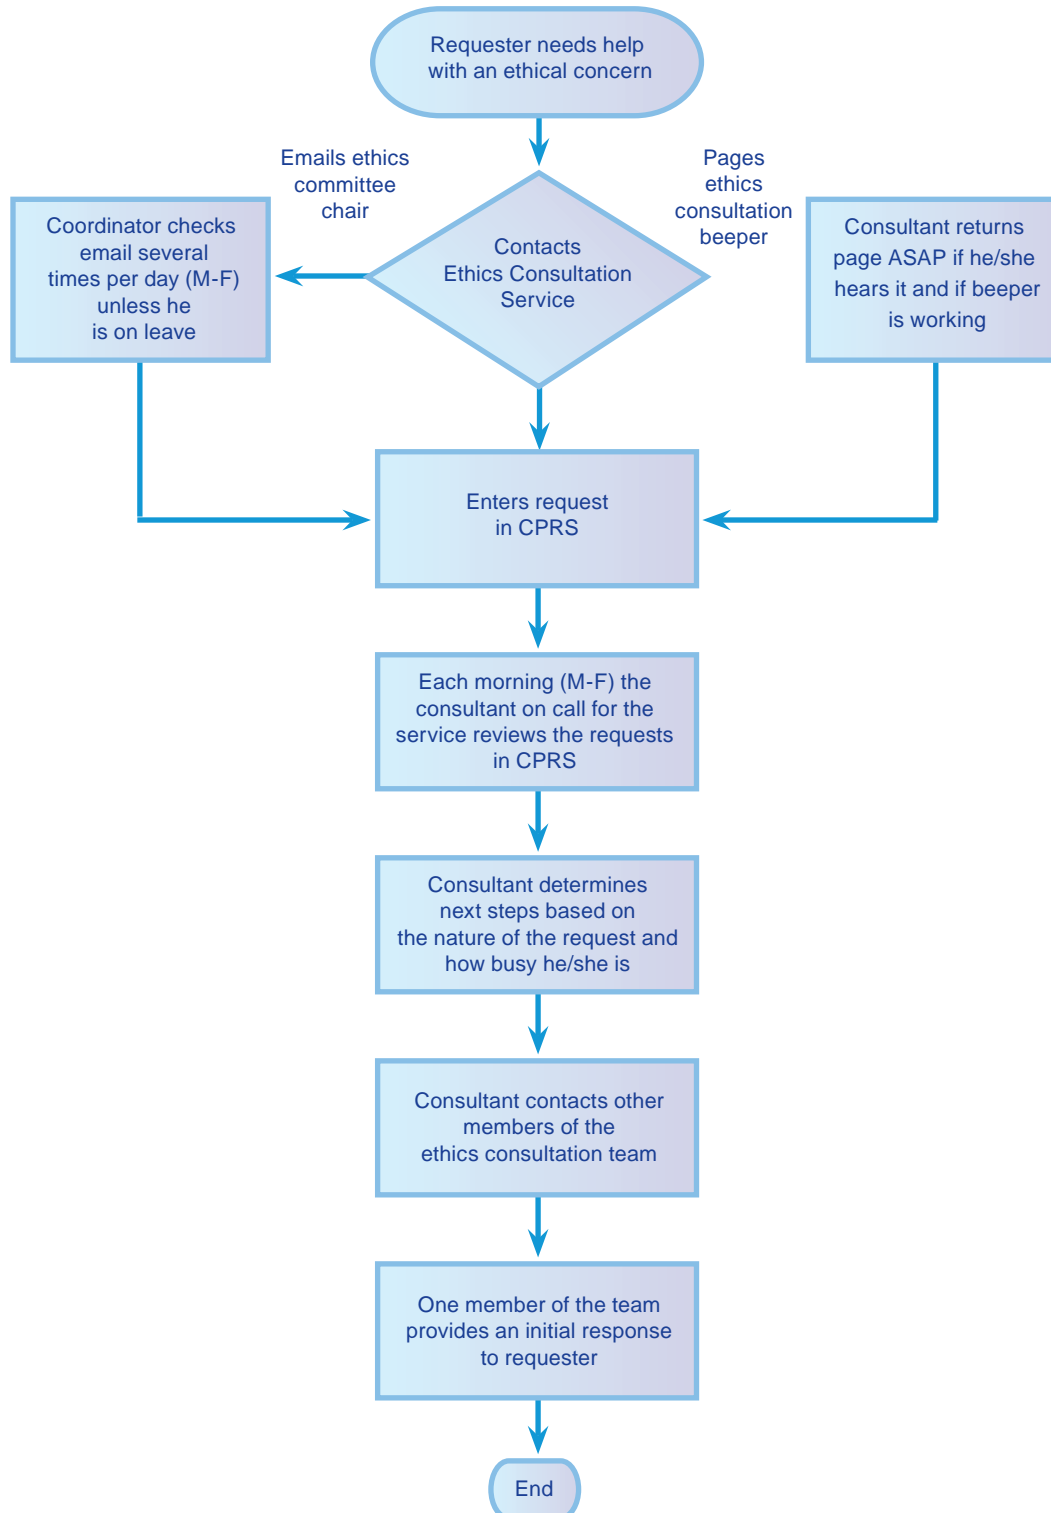 Requester needs help
with an ethical concern
Emails ethics
committee
chair
Pages
ethics
consultation
beeper
Coordinator checks
email several
times per day (M-F)
unless he
is on leave
Contacts
Ethics Consultation
Service
Consultant returns
page ASAP if he/she
hears it and if beeper
is working
Enters request
in CPRS
Each morning (M-F) the
consultant on call for the
service reviews the requests
in CPRS
Consultant determines
next steps based on
the nature of the request and
how busy he/she is
Consultant contacts other
members of the
ethics consultation team
One member of the team
provides an initial response
to requester
End